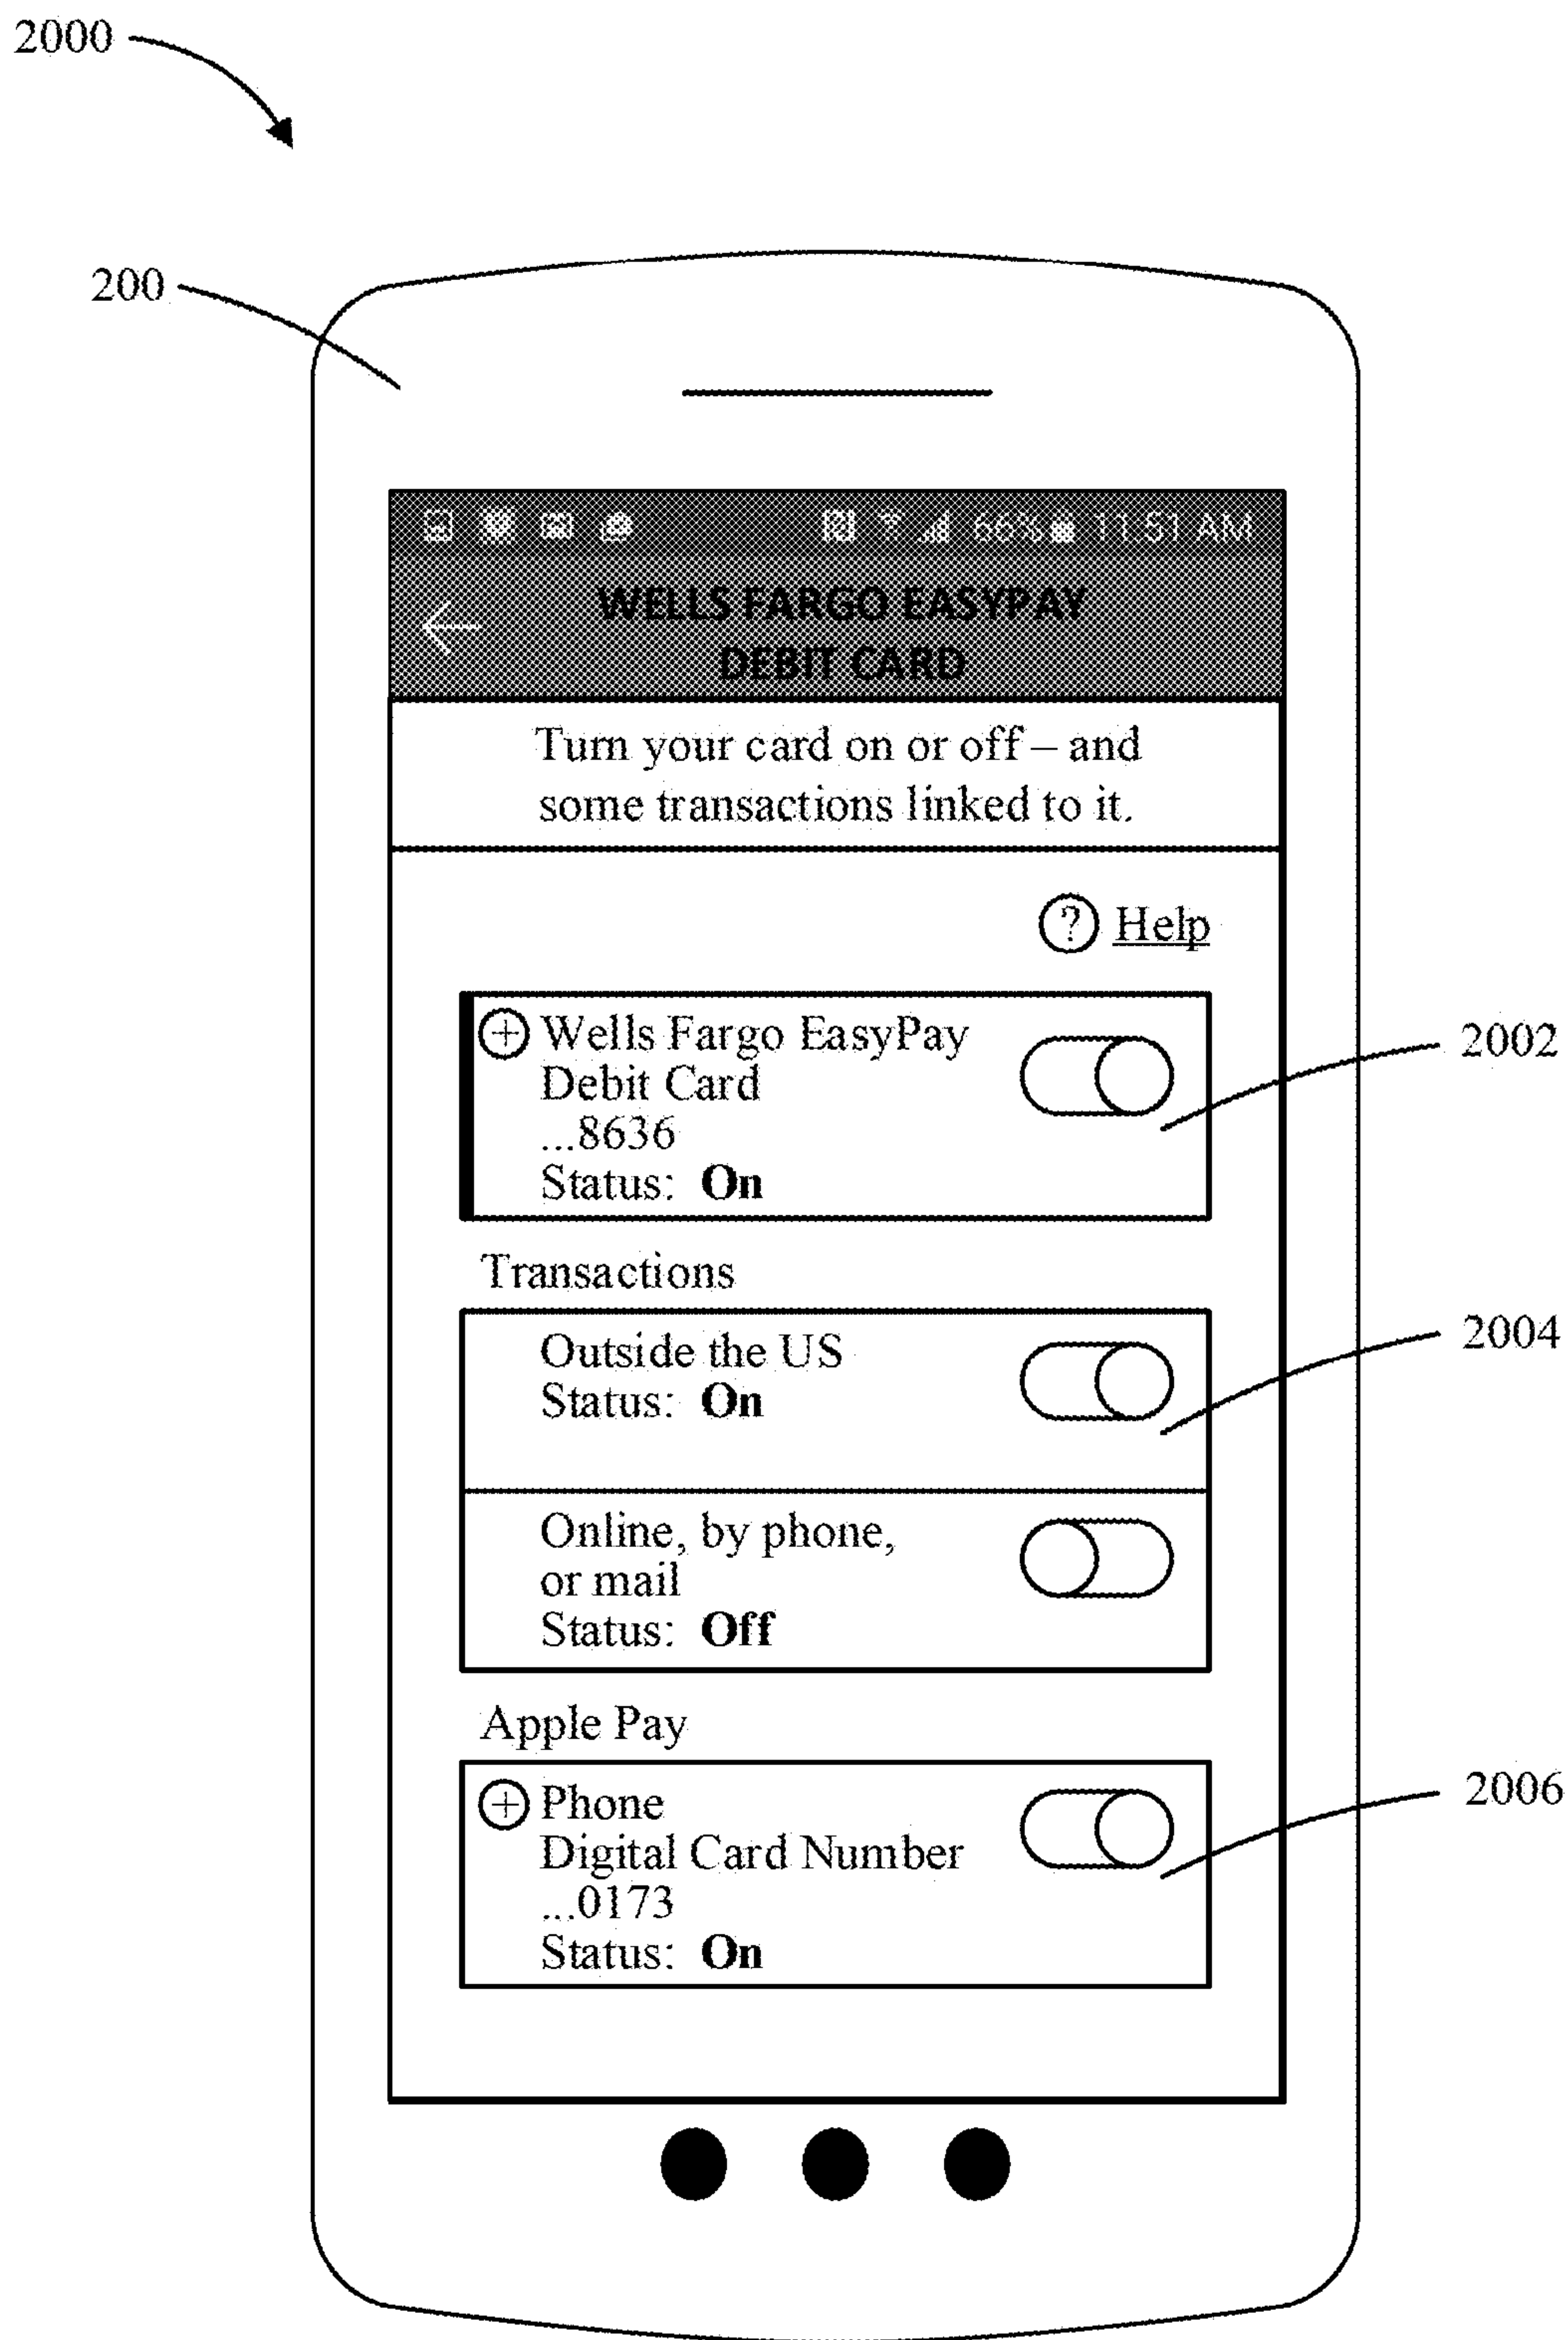 2000
200
66% 11:51 AM
WELLS FARGO EASYPAY
DEBIT CARD
Turn your card on or off – and
some transactions linked to it.
? Help
Wells Fargo EasyPay
Debit Card
...8636
Status: On
2002
Transactions
Outside the US
Status: On
2004
Online, by phone,
or mail
Status: Off
Apple Pay
Phone
Digital Card Number
...0173
Status: On
2006